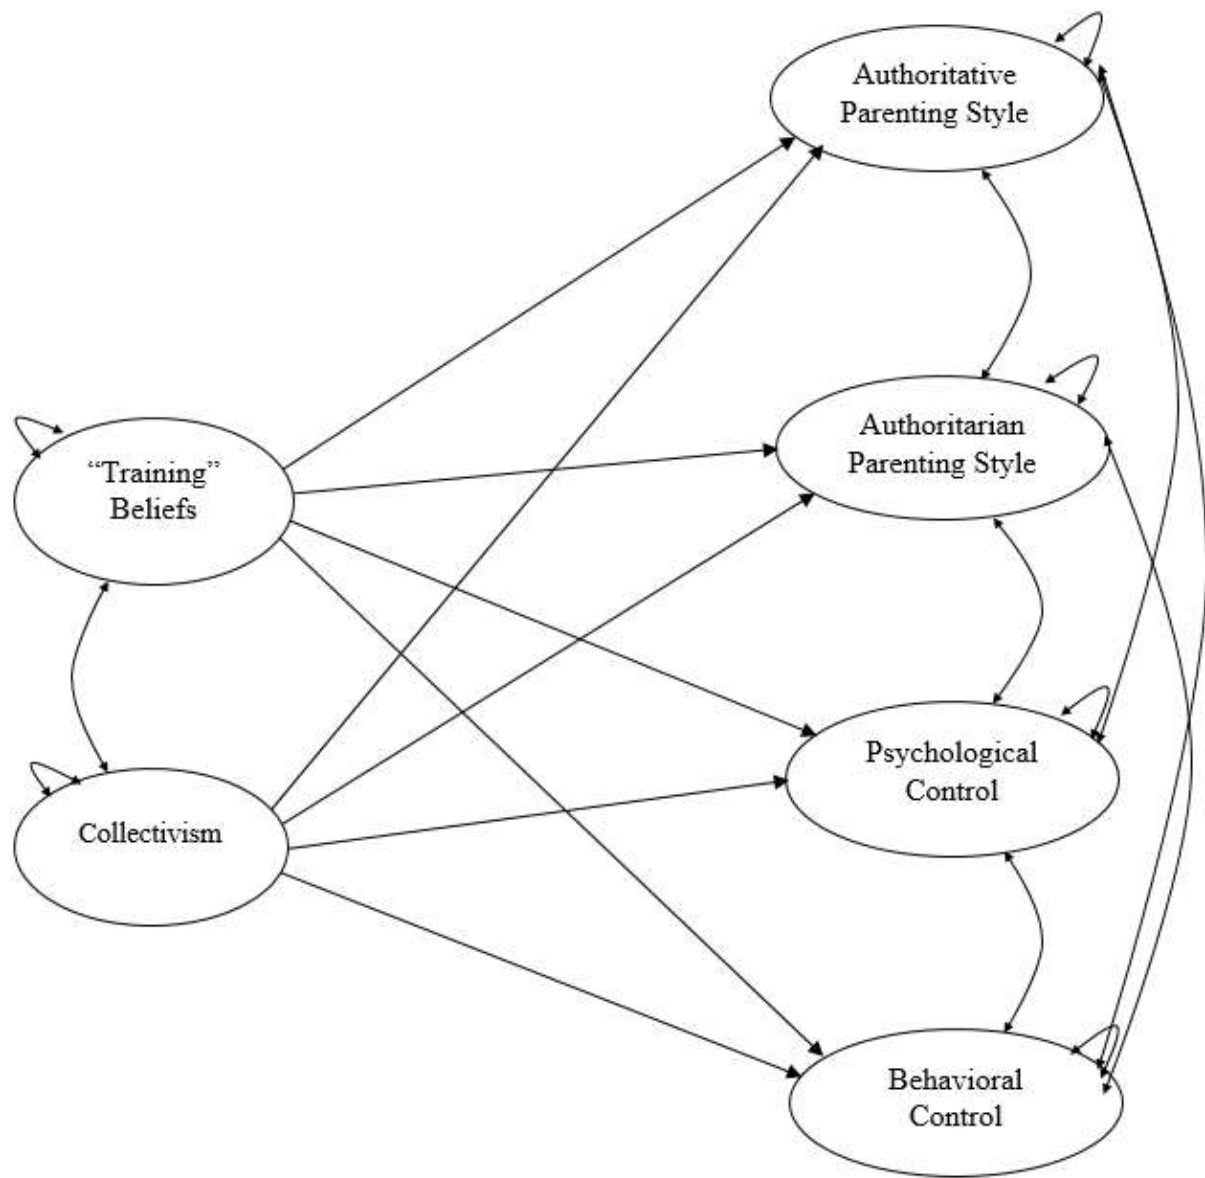 Authoritative
Parenting Style
Authoritarian
Parenting Style
“Training”
Beliefs
Psychological
Control
Collectivism
Behavioral
Control